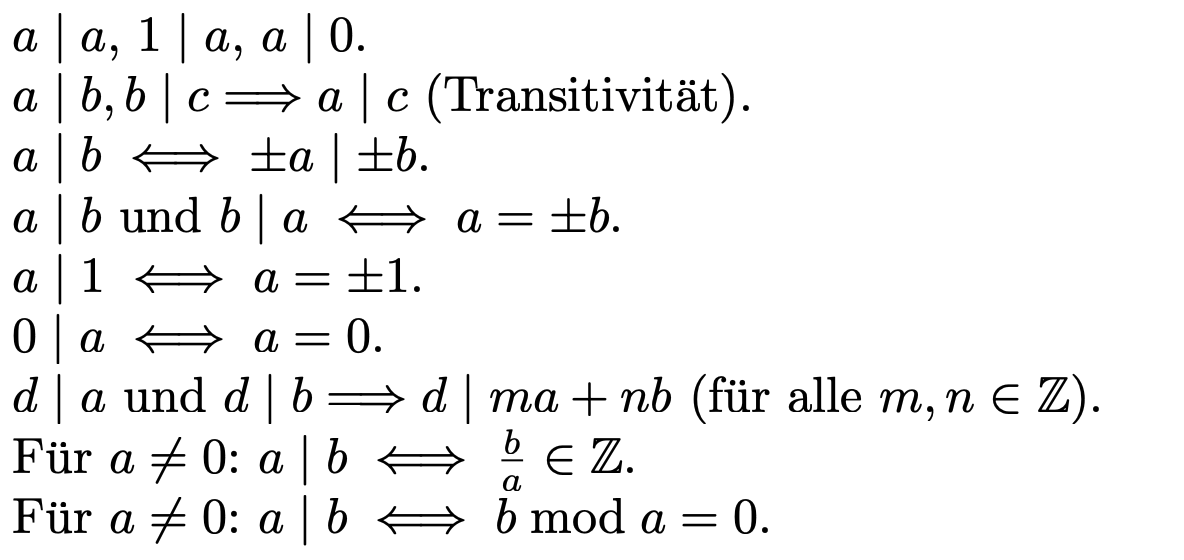 a | a, 1 | a, a | 0.
a | b, b | c ⟹ a | c (Transitivität).
a | b ⟺ ±a | ±b.
a | b und b | a ⟺ a = ±b.
a | 1 ⟺ a = ±1.
0 | a ⟺ a = 0.
d | a und d | b ⟹ d | ma + nb (für alle m, n ∈ ℤ).
Für a ≠ 0: a | b ⟺ b/a ∈ ℤ.
Für a ≠ 0: a | b ⟺ b mod a = 0.